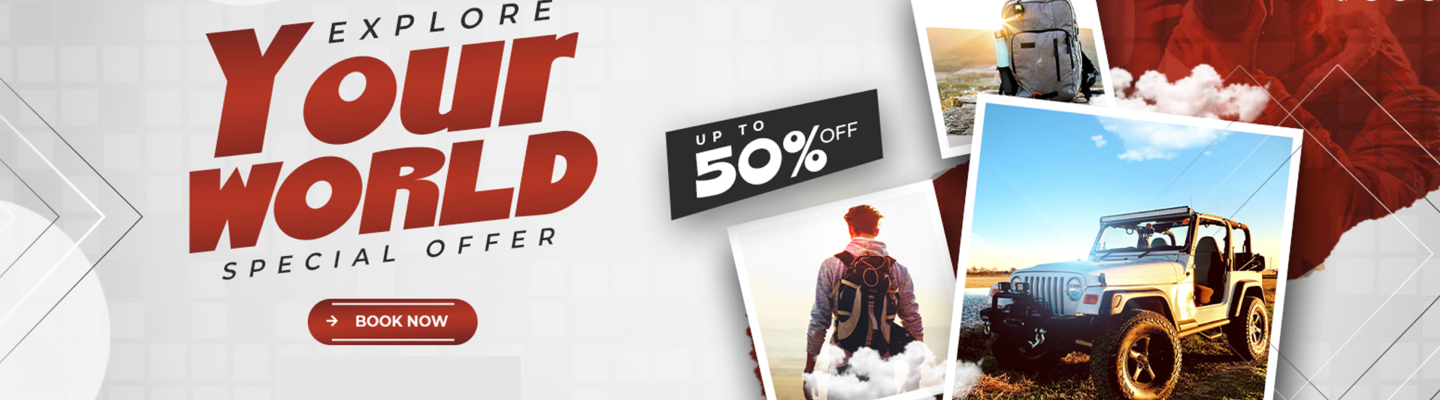 EXPLORE
Your
WORLD
SPECIAL OFFER
→ BOOK NOW
UP TO
50% OFF